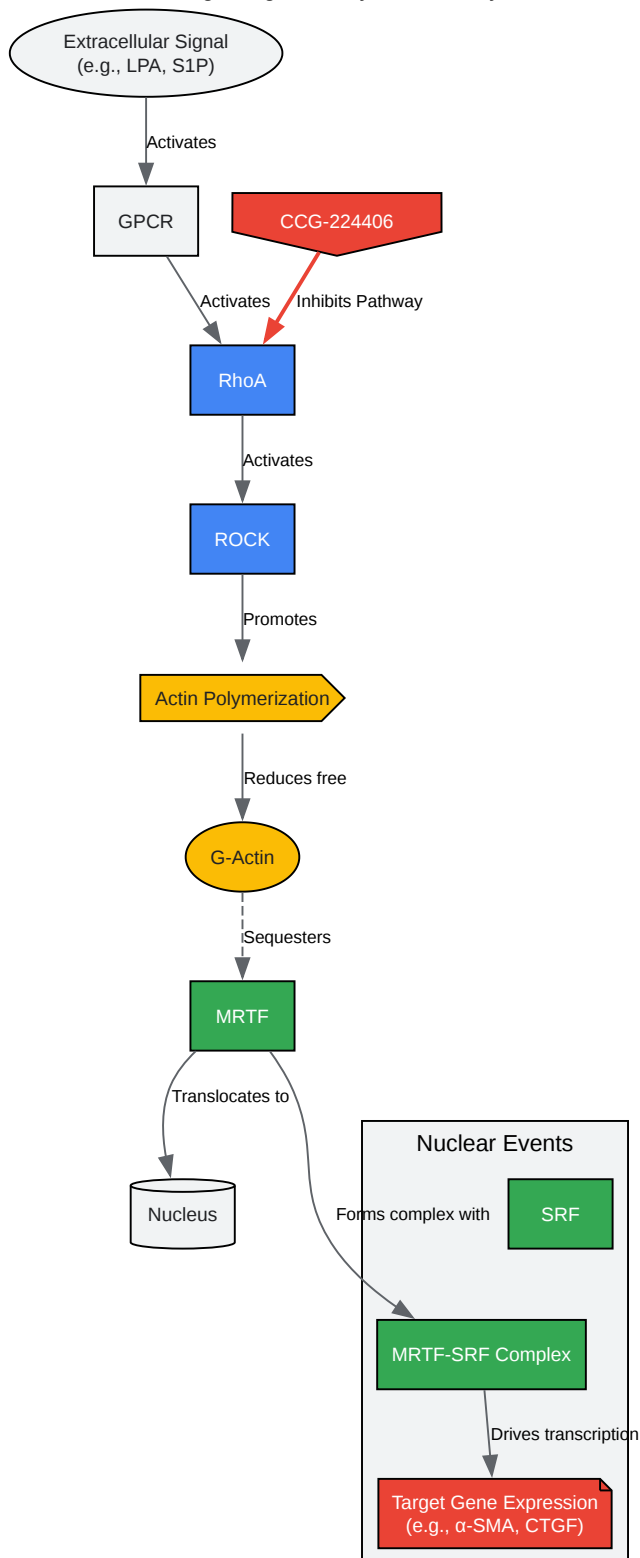 Extracellular Signal
(e.g., LPA, S1P)
Activates
GPCR
CCG-224406
Activates
Inhibits Pathway
RhoA
Activates
ROCK
Promotes
Actin Polymerization
Reduces free
G-Actin
Sequesters
MRTF
Translocates to
Nuclear Events
Nucleus
Forms complex with
SRF
MRTF-SRF Complex
Drives transcription
Target Gene Expression
(e.g., α-SMA, CTGF)